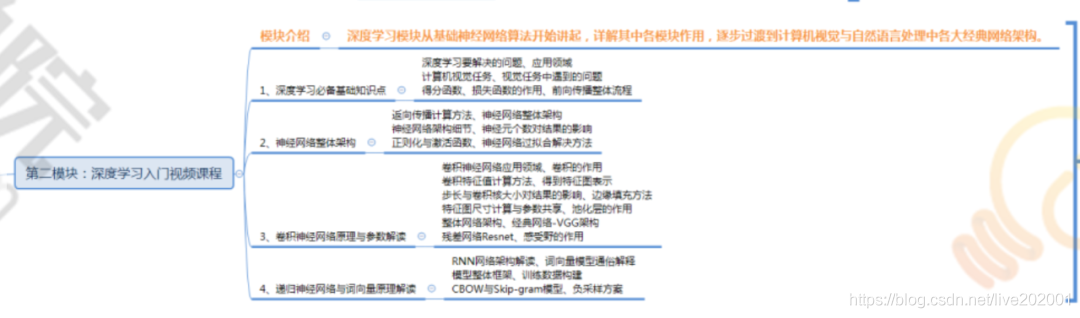 模块介绍
深度学习模块从基础神经网络算法开始讲起，详解其中各模块作用，逐步过渡到计算机视觉与自然语言处理中各大经典网络架构。
第二模块：深度学习入门视频课程
1、深度学习必备基础知识点
深度学习要解决的问题、应用领域
计算机视觉任务、视觉任务中遇到的问题
得分函数、损失函数的作用、前向传播整体流程
2、神经网络整体架构
返向传播计算方法、神经网络整体架构
神经网络架构细节、神经元个数对结果的影响
正则化与激活函数、神经网络过拟合解决方法
3、卷积神经网络原理与参数解读
卷积神经网络应用领域、卷积的作用
卷积特征值计算方法、得到特征图表示
步长与卷积核大小对结果的影响、边缘填充方法
特征图尺寸计算与参数共享、池化层的作用
整体网络架构、经典网络-VGG架构
残差网络Resnet、感受野的作用
4、递归神经网络与词向量原理解读
RNN网络架构解读、词向量模型通俗解释
模型整体框架、训练数据构建
CBOW与Skip-gram模型、负采样方案
https://blog.csdn.net/live202001